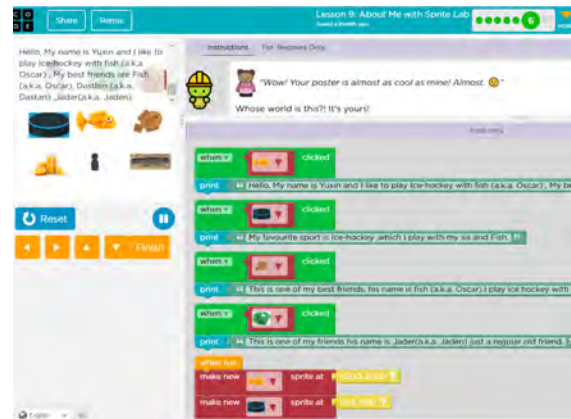 C O
D E
Share
Remix
Lesson 9: About Me with Sprite Lab
6
Instructions
For Teachers Only
Hello, My name is Yuxin and I like to
play ice-hockey with fish (a.k.a
Oscar) , My best friends are Fish
(a.k.a. Oscar), Dastbin (a.k.a.
Dastan) ,Jader(a.k.a. Jaden).
"Wow! Your poster is almost as cool as mine! Almost.
Whose world is this?! It's yours!
when clicked
print Hello, My name is Yuxin and I like to play Ice-hockey with fish (a.k.a. Oscar) , My be
when clicked
print My favourite sport is Ice-hockey ,which I play with my sis and Fish.
when clicked
print This is one of my best friends, his name is fish (a.k.a. Oscar).I play ice hockey with
when clicked
print This is one of my friends his name is Jader(a.k.a. Jaden) just a regular old friend.
when run
make new sprite at
make new sprite at
Reset
Finish
English